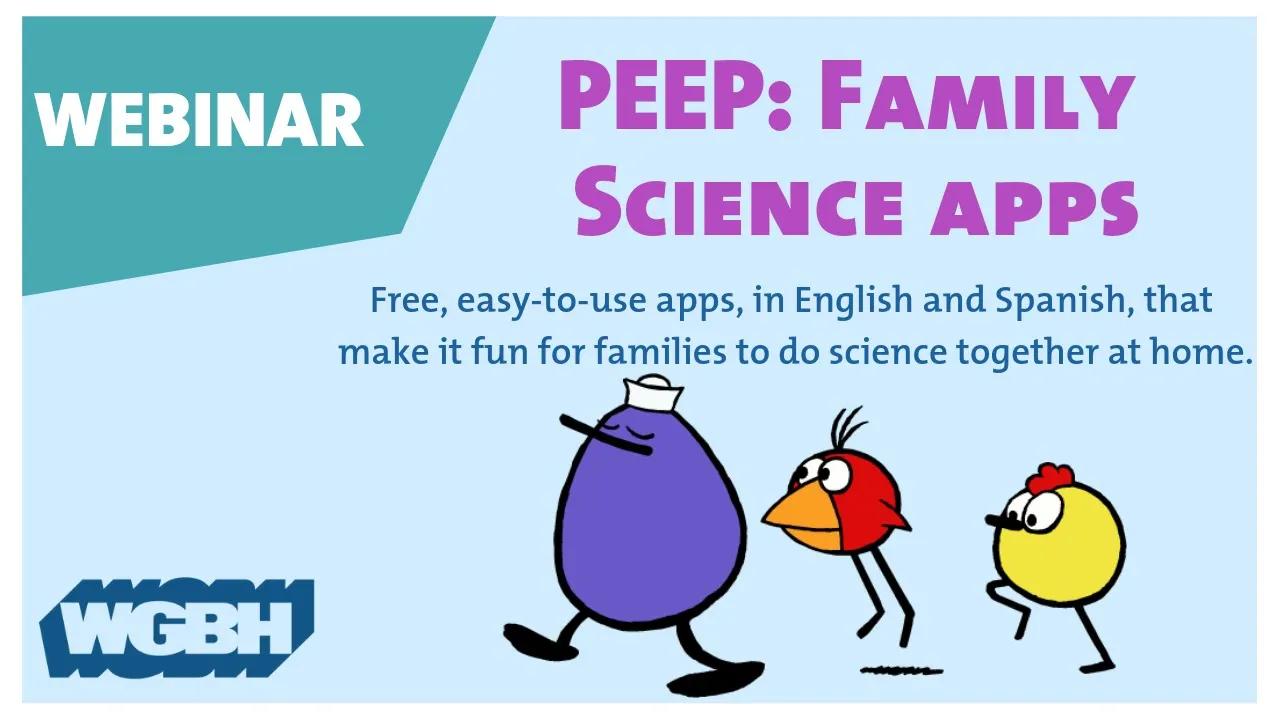 WEBINAR
PEEP: Family
Science apps
Free, easy-to-use apps, in English and Spanish, that
make it fun for families to do science together at home.
WGBH